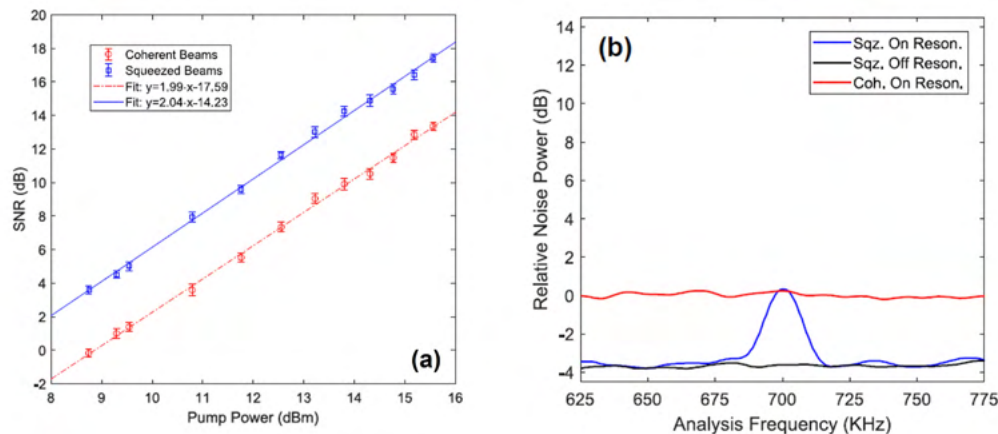 20
18
16
14
12
10
8
6
4
2
0
-2
SNR (dB)
Coherent Beams
Squeezed Beams
Fit: y=1.99·x-17.59
Fit: y=2.04·x-14.23
(a)
8 9 10 11 12 13 14 15 16
Pump Power (dBm)
(b)
14
12
10
8
6
4
2
0
-2
-4
Relative Noise Power (dB)
Sqz. On Reson.
Sqz. Off Reson.
Coh. On Reson.
625 650 675 700 725 750 775
Analysis Frequency (KHz)